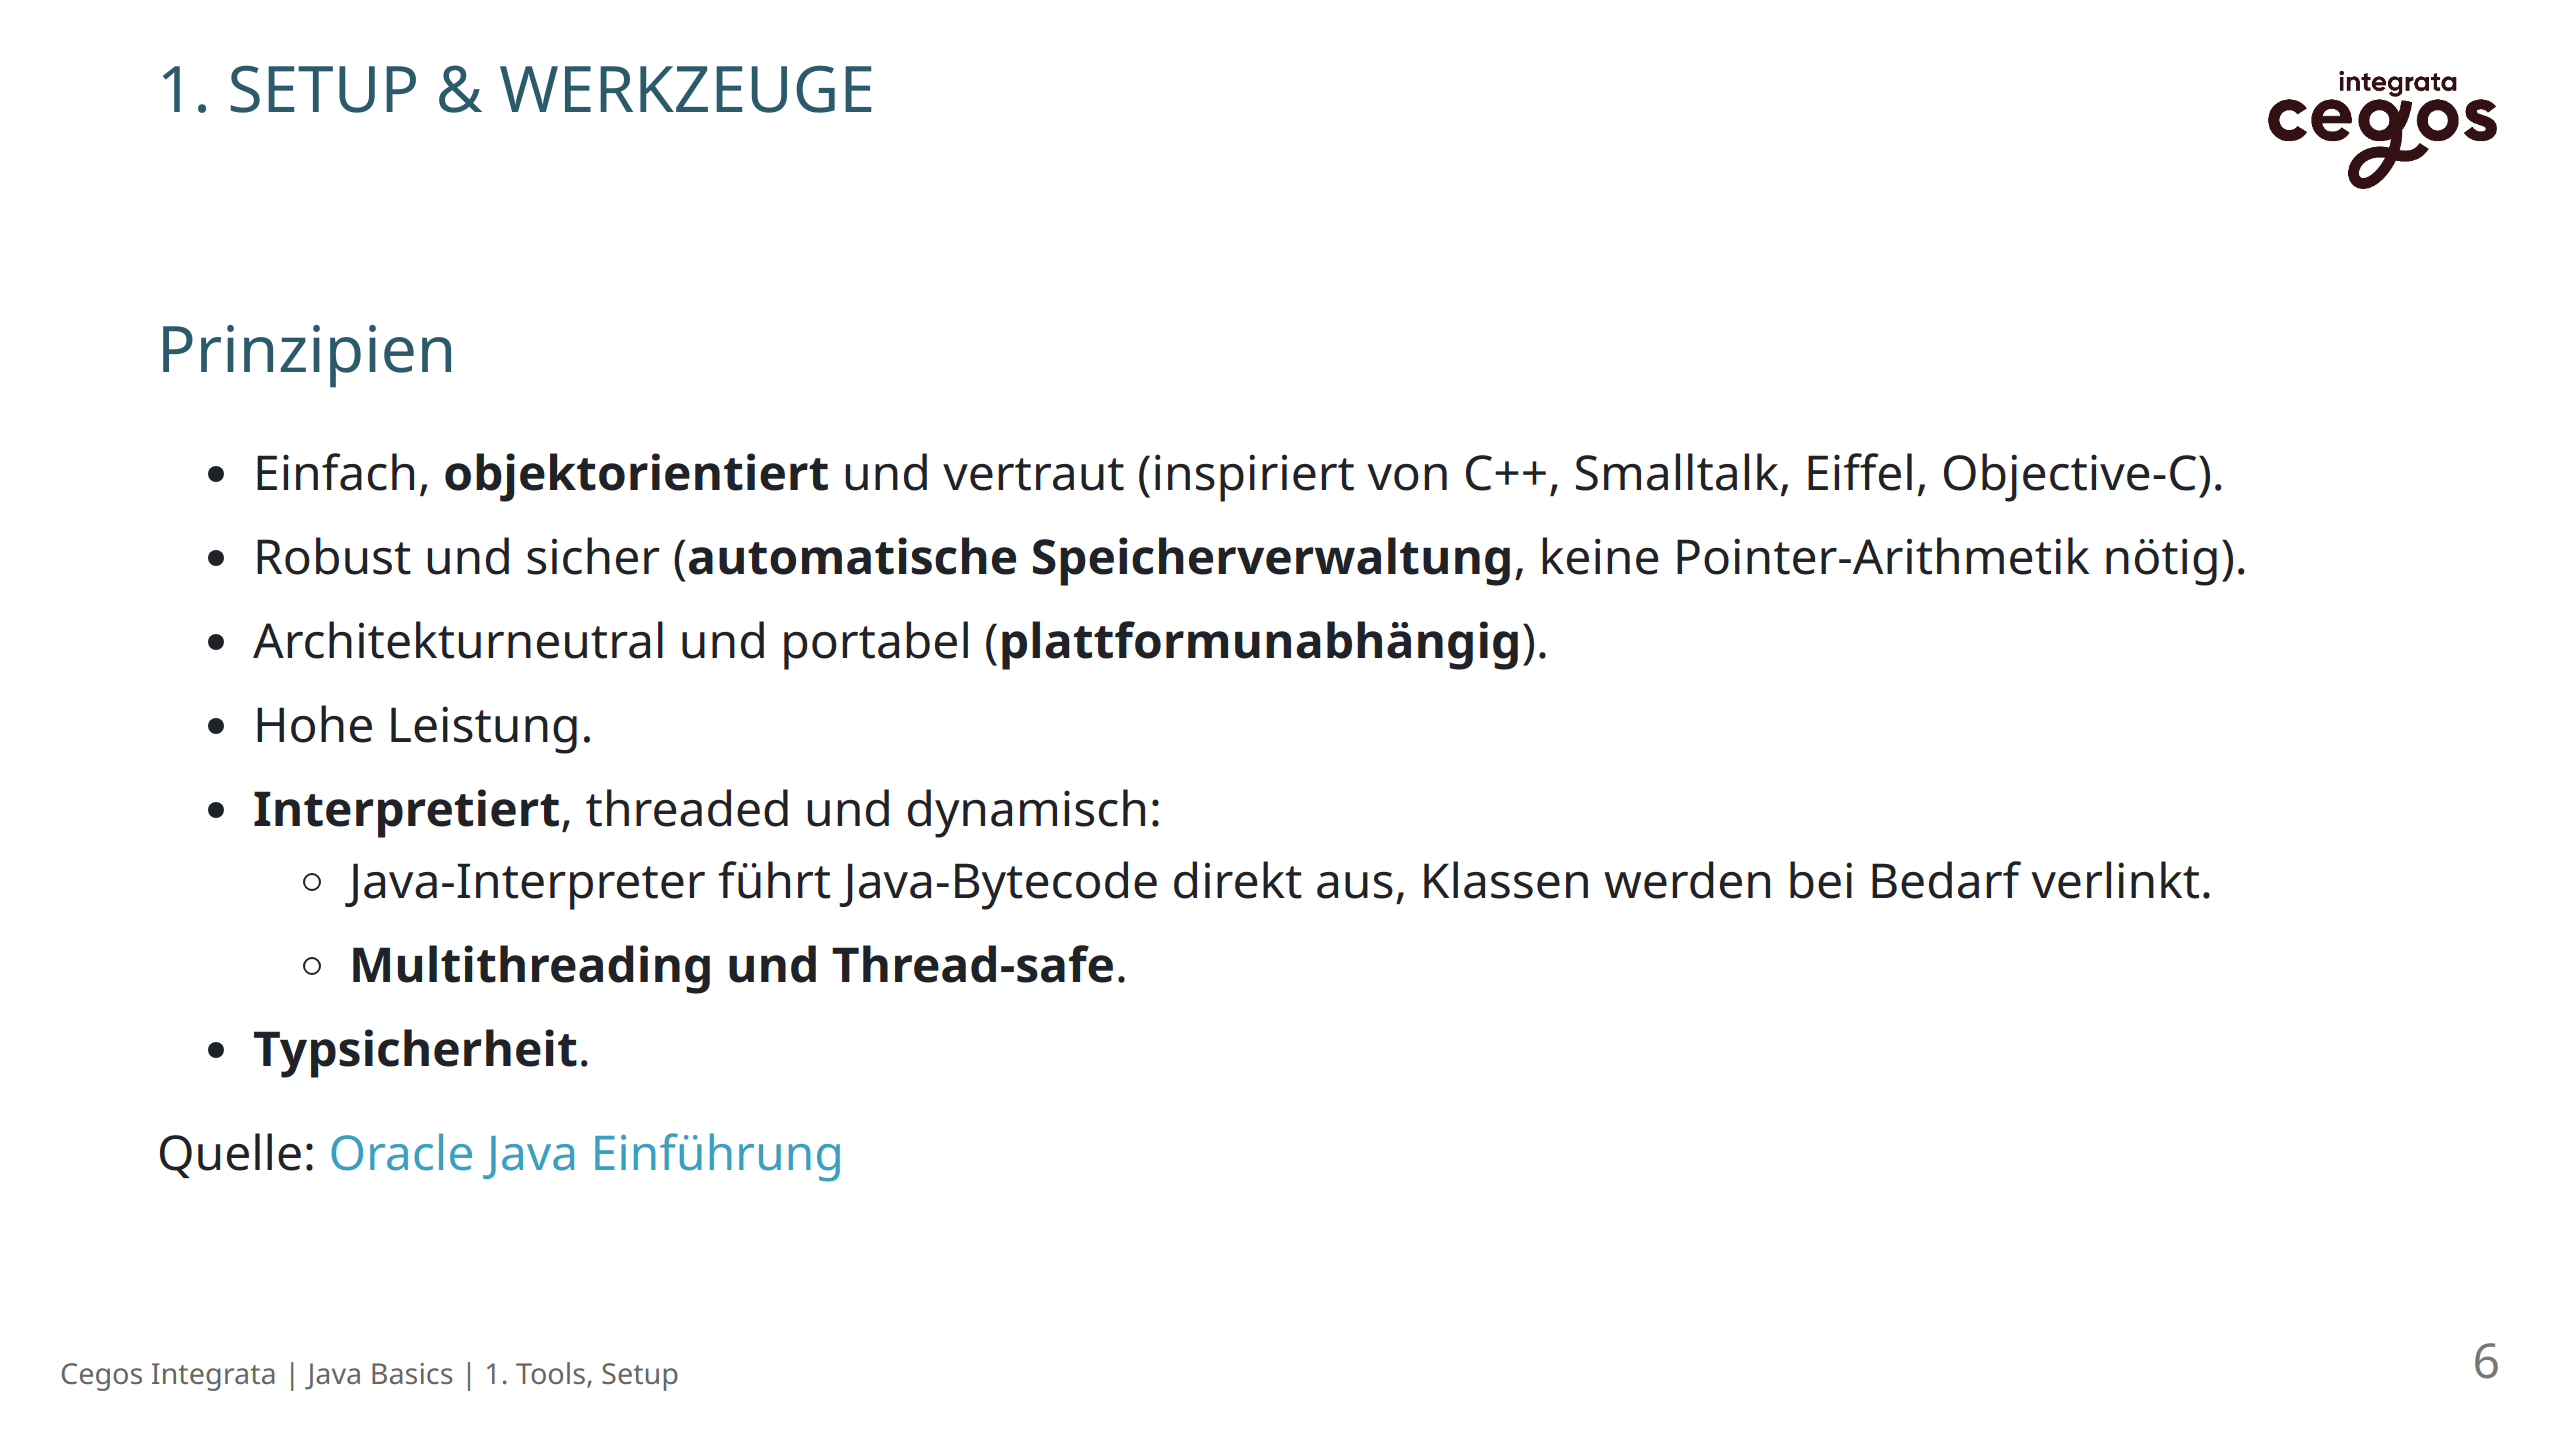 1. SETUP & WERKZEUGE
integrata
cegos
Prinzipien
• Einfach, objektorientiert und vertraut (inspiriert von C++, Smalltalk, Eiffel, Objective-C).
• Robust und sicher (automatische Speicherverwaltung, keine Pointer-Arithmetik nötig).
• Architekturneutral und portabel (plattformunabhängig).
• Hohe Leistung.
• Interpretiert, threaded und dynamisch:
◦ Java-Interpreter führt Java-Bytecode direkt aus, Klassen werden bei Bedarf verlinkt.
◦ Multithreading und Thread-safe.
• Typsicherheit.
Quelle: Oracle Java Einführung
Cegos Integrata | Java Basics | 1. Tools, Setup
6